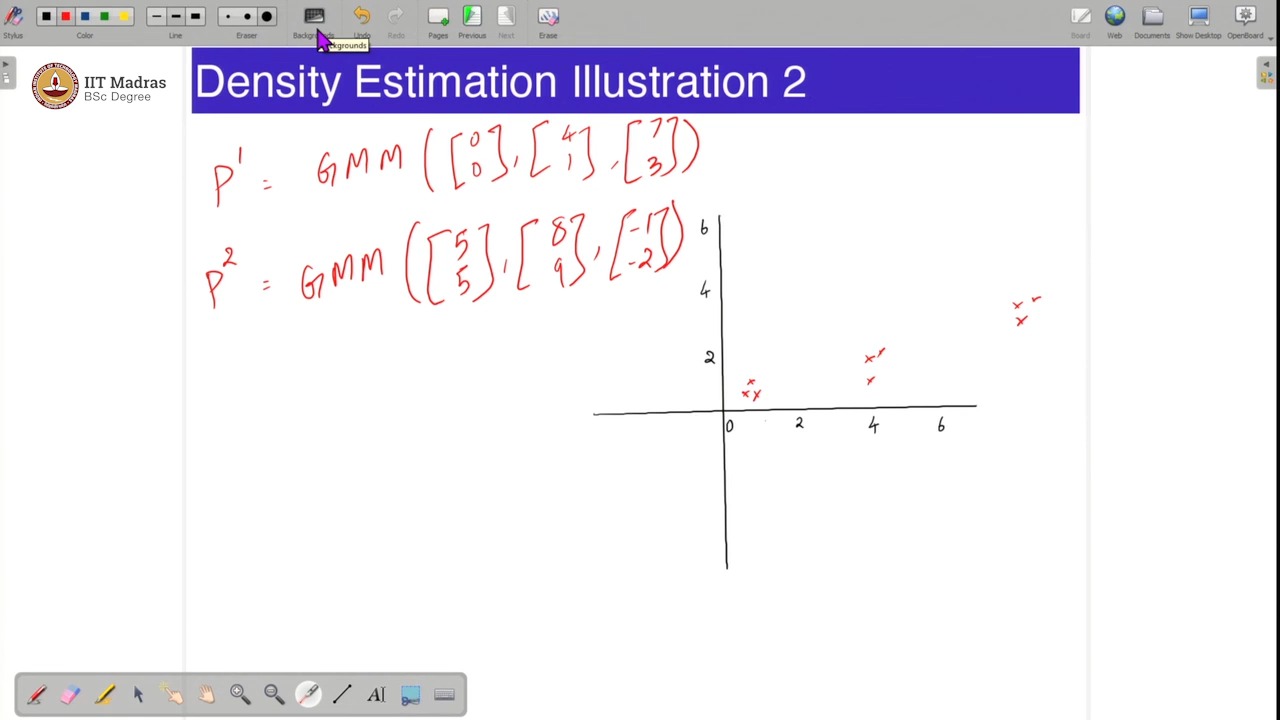 Stylus Color Line Eraser Backgrounds Undo Redo Pages Previous Next Erase Board Web Documents Show Desktop OpenBoard
kgrounds
IIT Madras
BSc Degree
Density Estimation Illustration 2
P¹ = GMM ([0 0], [4 1], [7 3])
P² = GMM ([5 5], [8 9], [-1 -2])
6
4
2
0 2 4 6